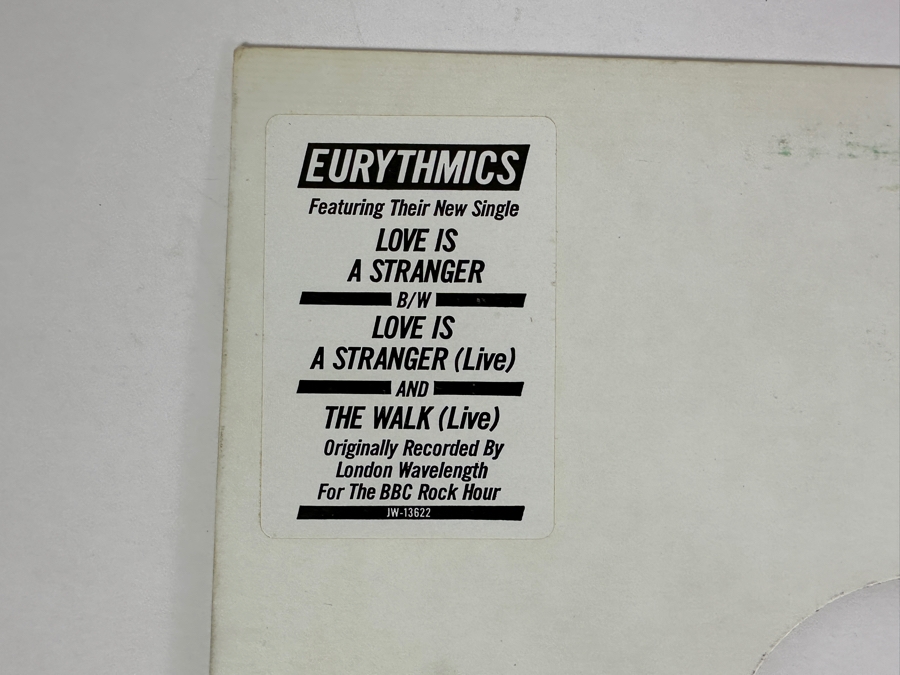 EURYTHMICS
Featuring Their New Single
LOVE IS
A STRANGER
B/W
LOVE IS
A STRANGER (Live)
AND
THE WALK (Live)
Originally Recorded By
London Wavelength
For The BBC Rock Hour
JW-13622